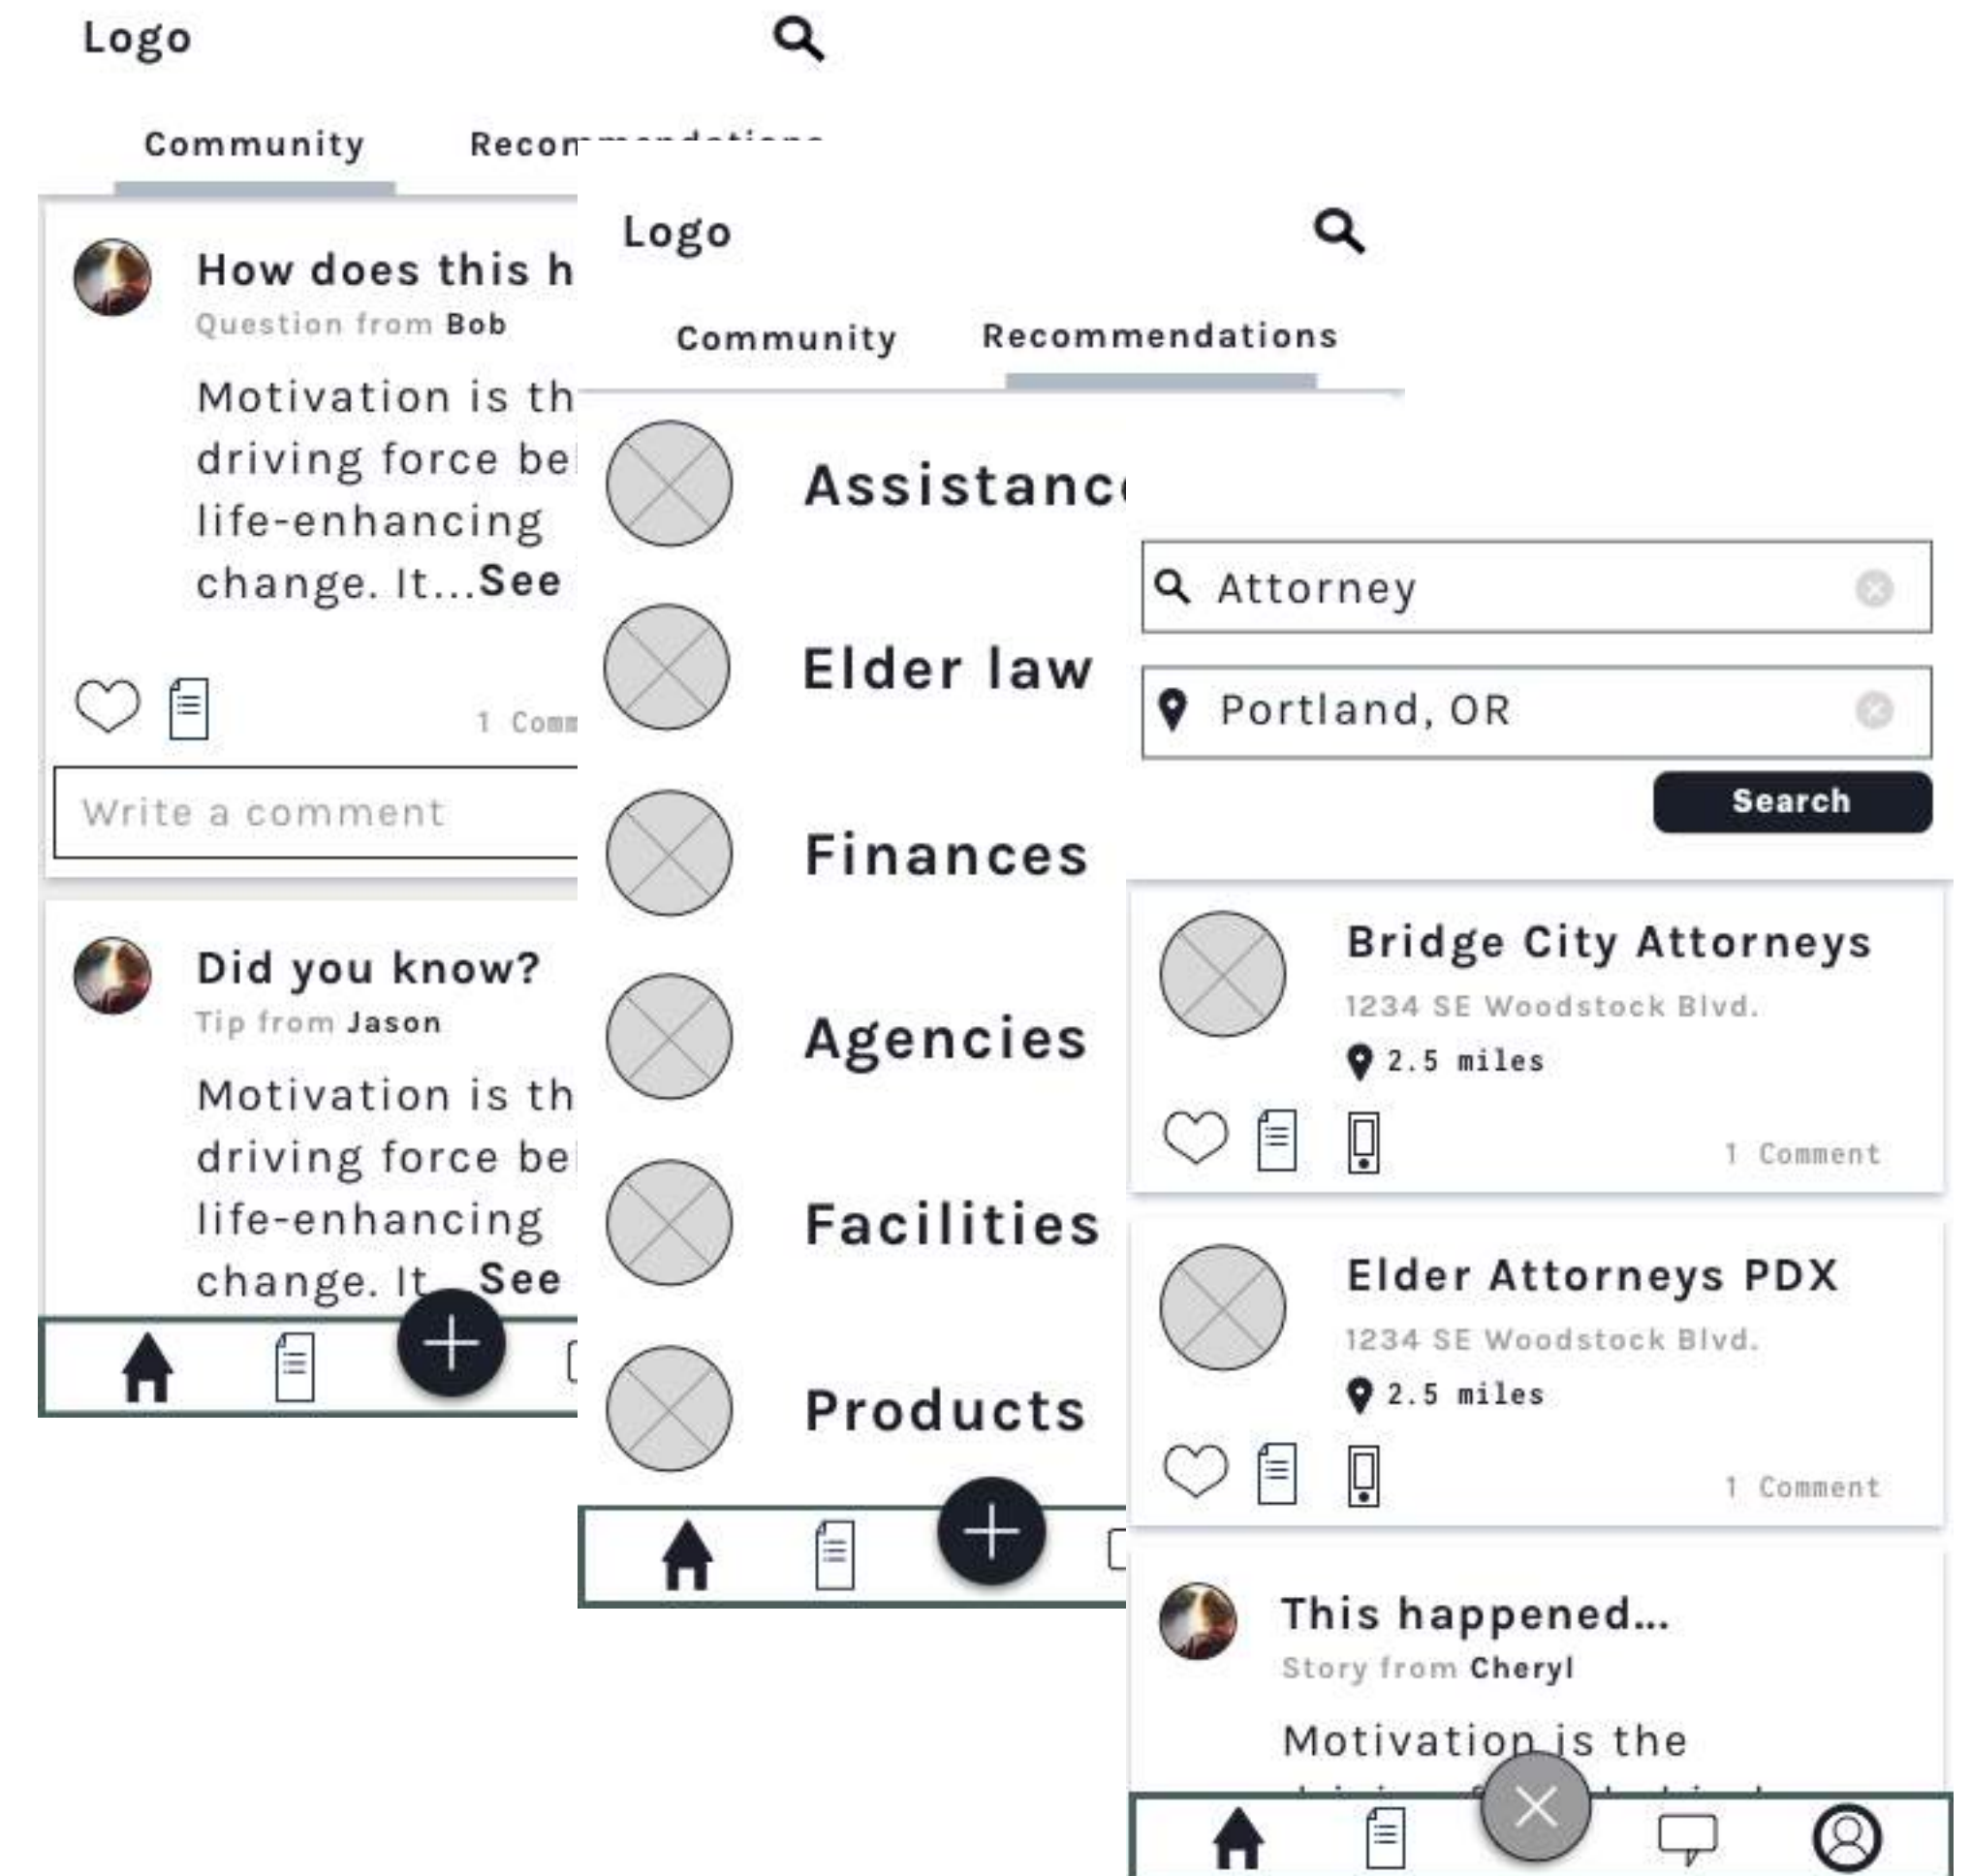 Logo
Community
How does this h
Question from Bob
Motivation is th
driving force
life-enhancing
change. It...See
1
Write a comment
Did you know?
Tip from Jason
Motivation is th
driving force
life-enhancing
change. It See
Logo
Community Recommendations
Assistance
Elder law
Finances
Agencies
Facilities
Products
Attorney
Portland, OR
Search
Bridge City Attorneys
1234 SE Woodstock Blvd.
2.5 miles
1 Comment
Elder Attorneys PDX
1234 SE Woodstock Blvd.
2.5 miles
1 Comment
This happened...
Story from Cheryl
Motivation is the